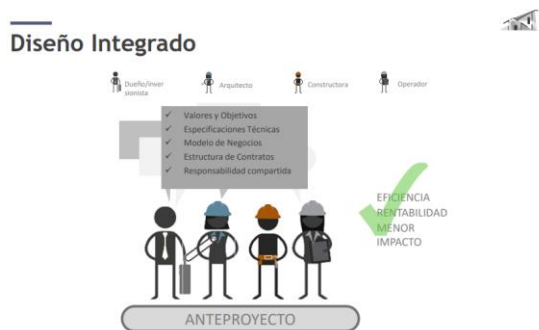 Diseño Integrado
Dueño/inver
sionista
Arquitecto
Constructora
Operador
Valores y Objetivos
Especificaciones Técnicas
Modelo de Negocios
Estructura de Contratos
Responsabilidad compartida
EFICIENCIA
RENTABILIDAD
MENOR
IMPACTO
ANTEPROYECTO